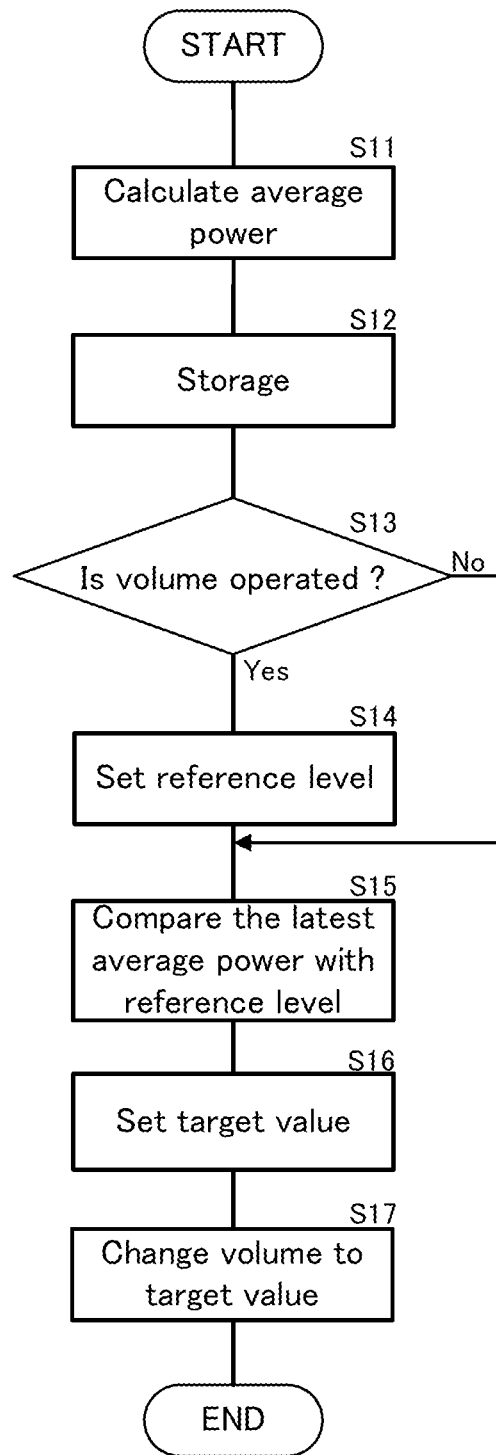 START
S11
Calculate average
power
S12
Storage
S13
Is volume operated ?
No
Yes
S14
Set reference level
S15
Compare the latest
average power with
reference level
S16
Set target value
S17
Change volume to
target value
END